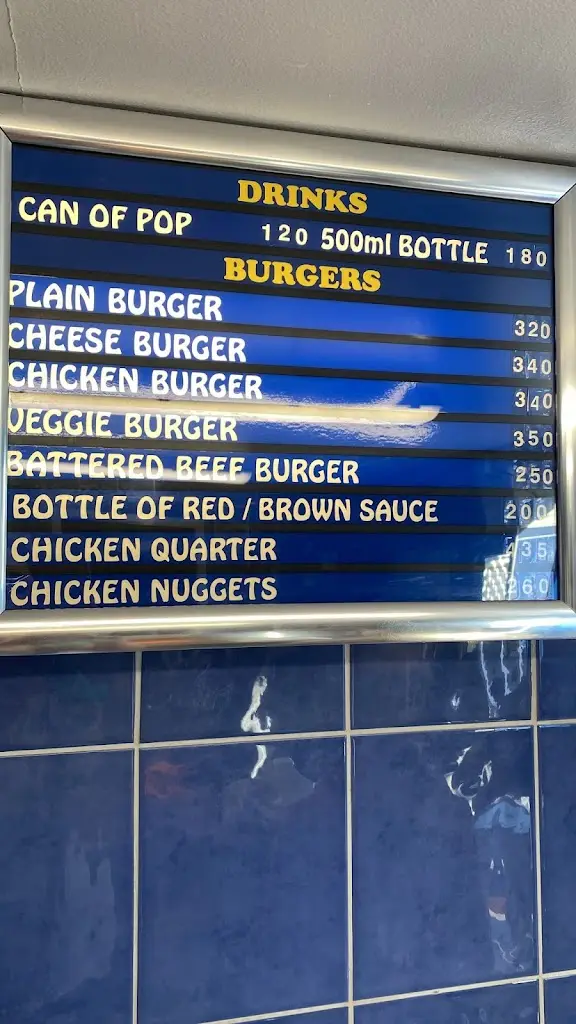 DRINKS
CAN OF POP 120 500ml BOTTLE 180
BURGERS
PLAIN BURGER 320
CHEESE BURGER 340
CHICKEN BURGER 340
VEGGIE BURGER 350
BATTERED BEEF BURGER 250
BOTTLE OF RED / BROWN SAUCE 200
CHICKEN QUARTER 435
CHICKEN NUGGETS 260